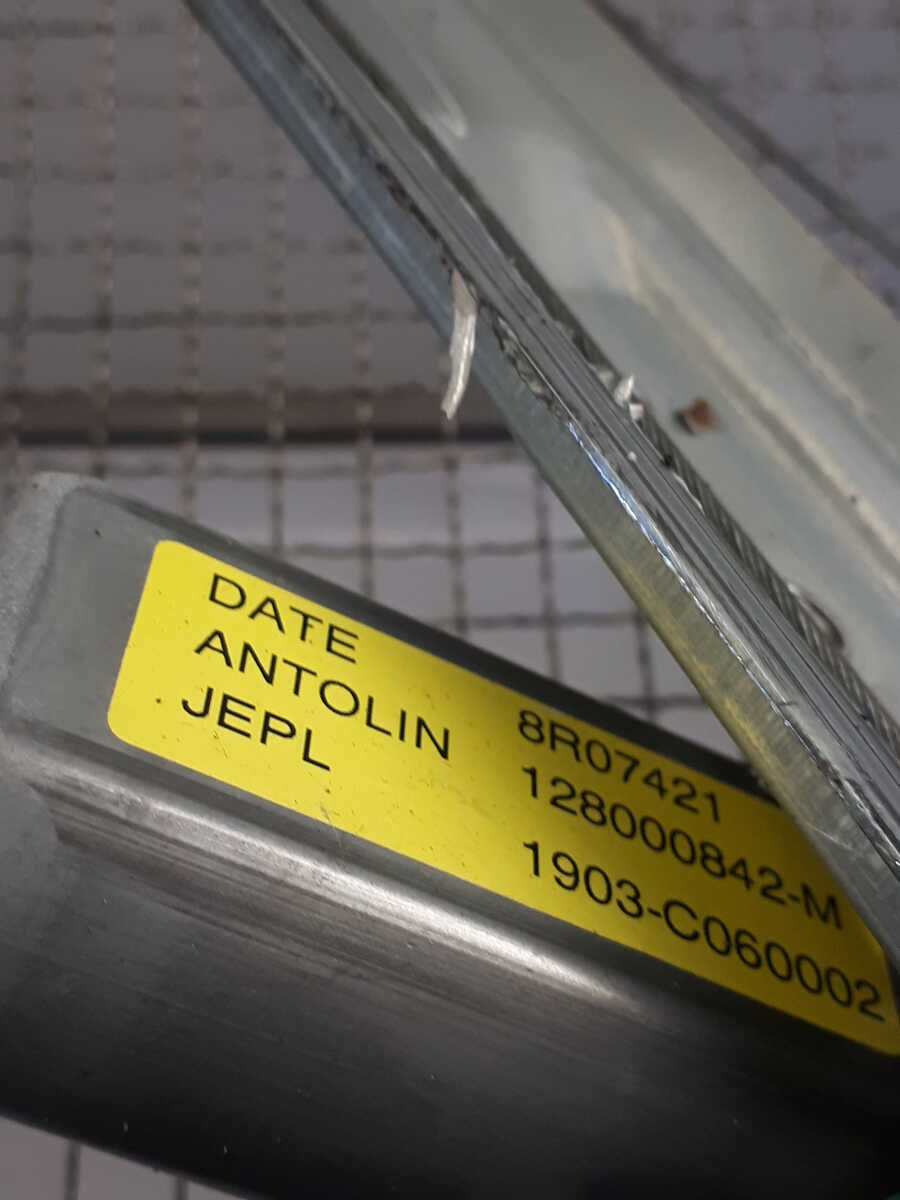 DATE 8R07421
ANTOLIN 128000842-M
JEPL 1903-C060002